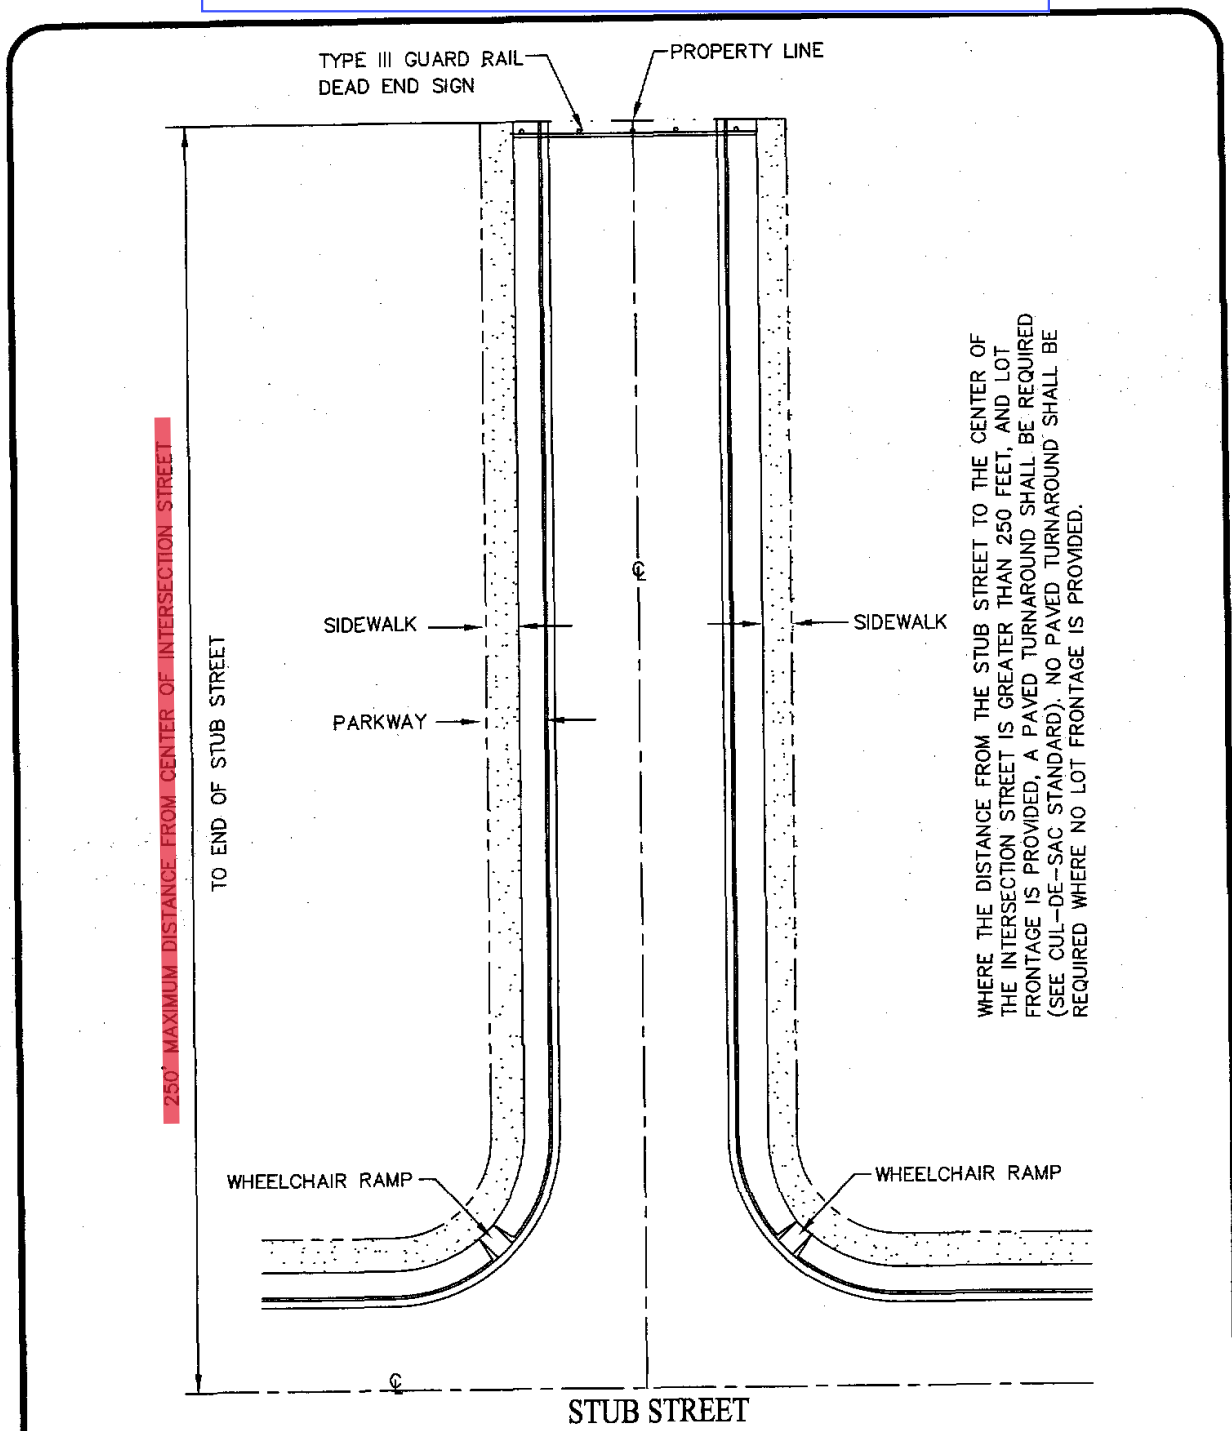 TYPE III GUARD RAIL
DEAD END SIGN
PROPERTY LINE
250' MAXIMUM DISTANCE FROM CENTER OF INTERSECTION STREET
TO END OF STUB STREET
SIDEWALK
SIDEWALK
PARKWAY
℄
WHERE THE DISTANCE FROM THE STUB STREET TO THE CENTER OF
THE INTERSECTION STREET IS GREATER THAN 250 FEET, AND LOT
FRONTAGE IS PROVIDED, A PAVED TURNAROUND SHALL BE REQUIRED
(SEE CUL-DE-SAC STANDARD). NO PAVED TURNAROUND SHALL BE
REQUIRED WHERE NO LOT FRONTAGE IS PROVIDED.
WHEELCHAIR RAMP
WHEELCHAIR RAMP
℄
STUB STREET